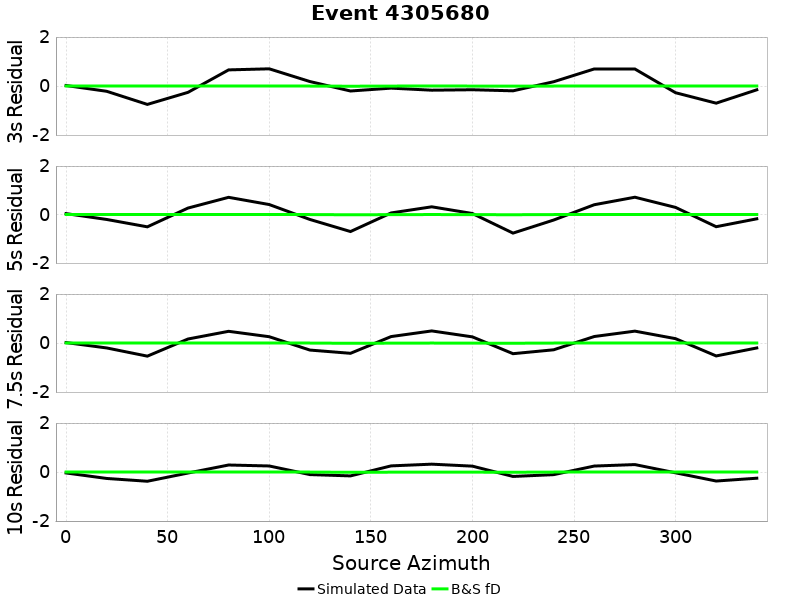 Event 4305680
3s Residual
2
0
-2
5s Residual
2
0
-2
7.5s Residual
2
0
-2
10s Residual
2
0
-2
0 50 100 150 200 250 300
Source Azimuth
Simulated Data B&S fD